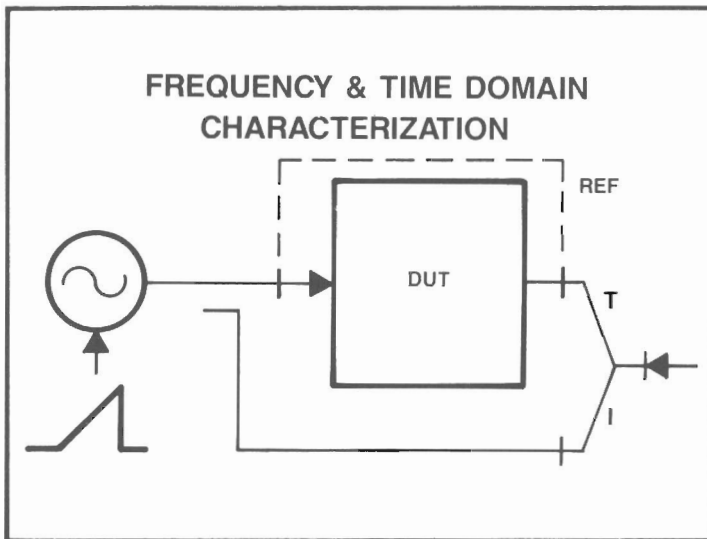 FREQUENCY & TIME DOMAIN
CHARACTERIZATION
REF
DUT
T
I